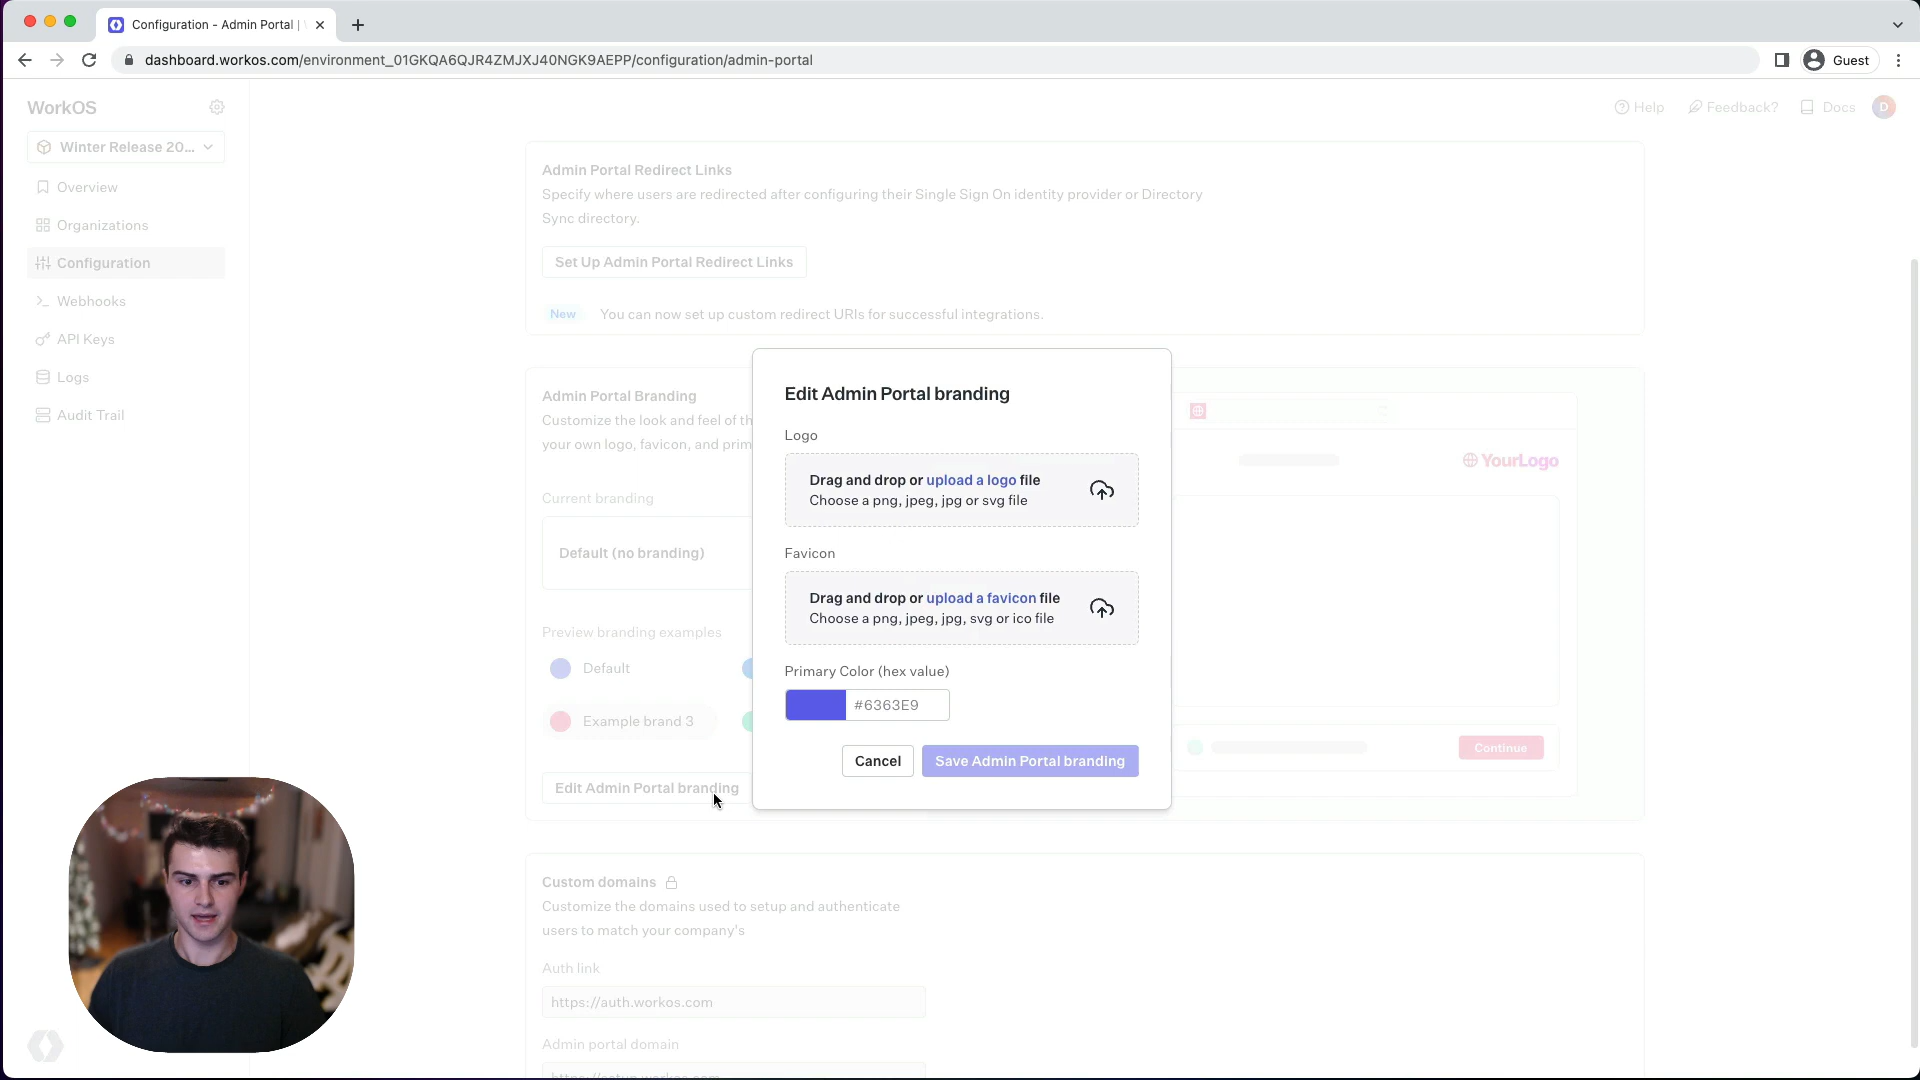 Configuration - Admin Portal |
dashboard.workos.com/environment_01GKQA6QJR4ZMJXJ40NGK9AEPP/configuration/admin-portal
Guest
WorkOS
Help
Feedback?
Docs
D
Winter Release 20...
Overview
Organizations
Configuration
Webhooks
API Keys
Logs
Audit Trail
Admin Portal Redirect Links
Specify where users are redirected after configuring their Single Sign On identity provider or Directory
Sync directory.
Set Up Admin Portal Redirect Links
New You can now set up custom redirect URIs for successful integrations.
Admin Portal Branding
Customize the look and feel of th
your own logo, favicon, and prim
Current branding
Default (no branding)
Preview branding examples
Default
Example brand 3
Edit Admin Portal branding
YourLogo
Continue
Edit Admin Portal branding
Logo
Drag and drop or upload a logo file
Choose a png, jpeg, jpg or svg file
Favicon
Drag and drop or upload a favicon file
Choose a png, jpeg, jpg, svg or ico file
Primary Color (hex value)
#6363E9
Cancel
Save Admin Portal branding
Custom domains
Customize the domains used to setup and authenticate
users to match your company's
Auth link
https://auth.workos.com
Admin portal domain
https://setup.workos.com